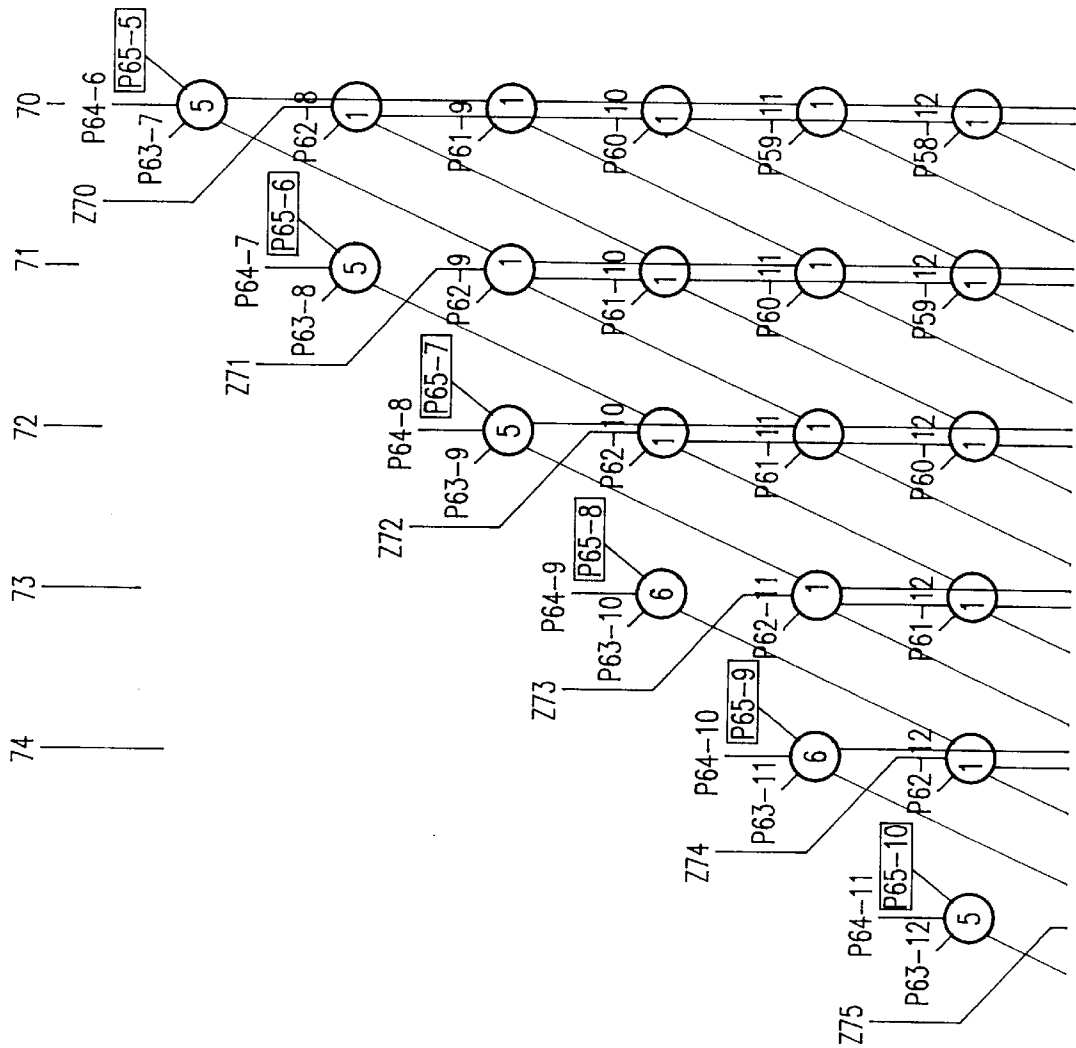 70
P64-6
P65-5
P63-7
5
Z70
P62-8
1
P61-9
1
P60-10
1
P59-11
1
P58-12
1
71
P64-7
P65-6
P63-8
5
Z71
P62-9
1
P61-10
1
P60-11
1
P59-12
1
72
P64-8
P65-7
P63-9
5
Z72
P62-10
1
P61-11
1
P60-12
1
73
P64-9
P65-8
P63-10
6
Z73
P62-11
1
P61-12
1
74
P64-10
P65-9
P63-11
6
Z74
P62-12
1
P64-11
P65-10
P63-12
5
Z75